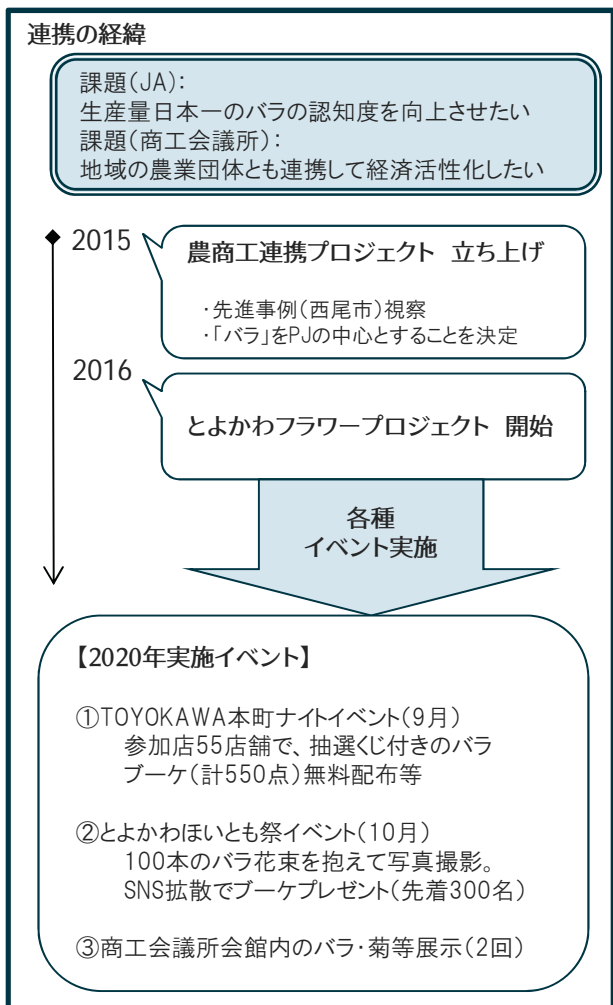 連携の経緯
課題(JA):
生産量日本一のバラの認知度を向上させたい
課題(商工会議所):
地域の農業団体とも連携して経済活性化したい
2015
農商工連携プロジェクト 立ち上げ
・先進事例(西尾市)視察
・「バラ」をPJの中心とすることを決定
2016
とよかわフラワープロジェクト 開始
各種
イベント実施
【2020年実施イベント】
①TOYOKAWA本町ナイトイベント(9月)
参加店55店舗で、抽選くじ付きのバラ
ブーケ(計550点)無料配布等
②とよかわほいとも祭イベント(10月)
100本のバラ花束を抱えて写真撮影。
SNS拡散でブーケプレゼント(先着300名)
③商工会議所会館内のバラ・菊等展示(2回)